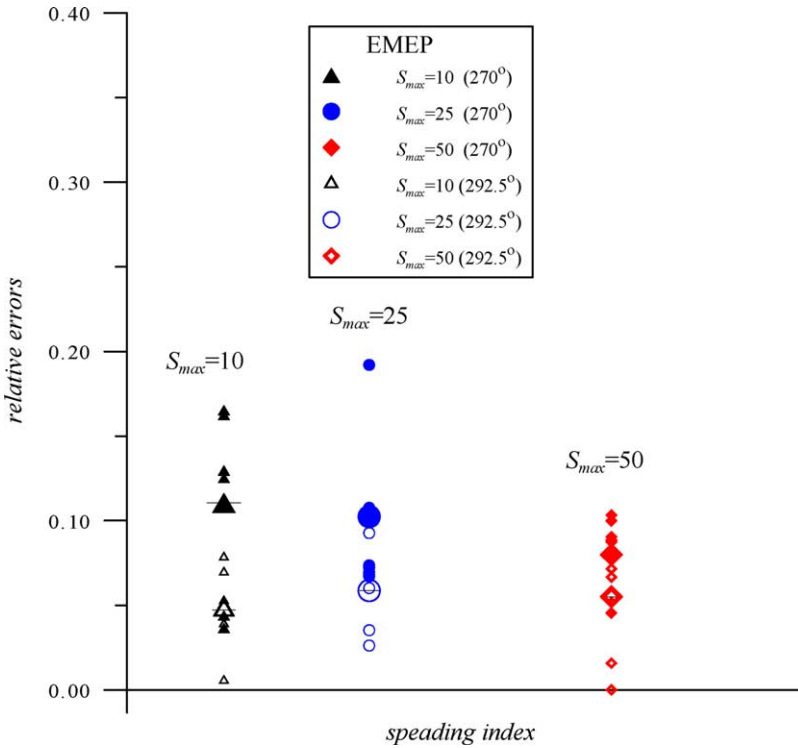 0.40
EMEP
Smax=10 (270o)
Smax=25 (270o)
Smax=50 (270o)
Smax=10 (292.5o)
Smax=25 (292.5o)
Smax=50 (292.5o)
0.30
relative errors
Smax=25
0.20
Smax=10
Smax=50
0.10
0.00
speading index